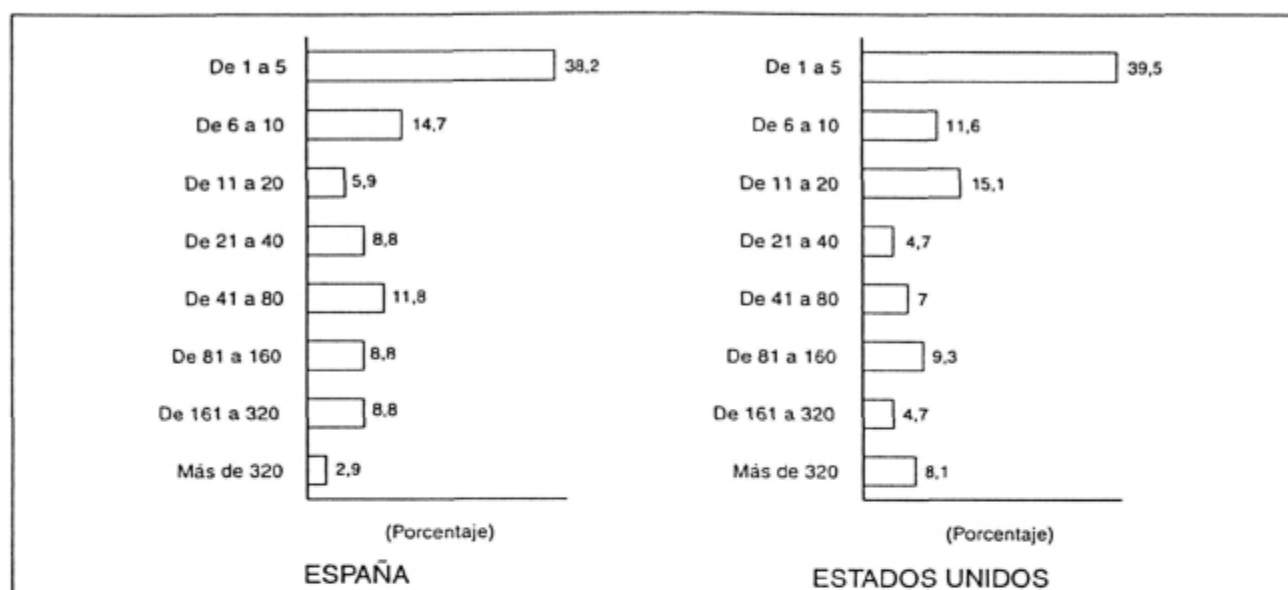 De 1 a 5
38,2
De 6 a 10
14,7
De 11 a 20
5,9
De 21 a 40
8,8
De 41 a 80
11,8
De 81 a 160
8,8
De 161 a 320
8,8
Más de 320
2,9
(Porcentaje)
ESPAÑA
De 1 a 5
39,5
De 6 a 10
11,6
De 11 a 20
15,1
De 21 a 40
4,7
De 41 a 80
7
De 81 a 160
9,3
De 161 a 320
4,7
Más de 320
8,1
(Porcentaje)
ESTADOS UNIDOS